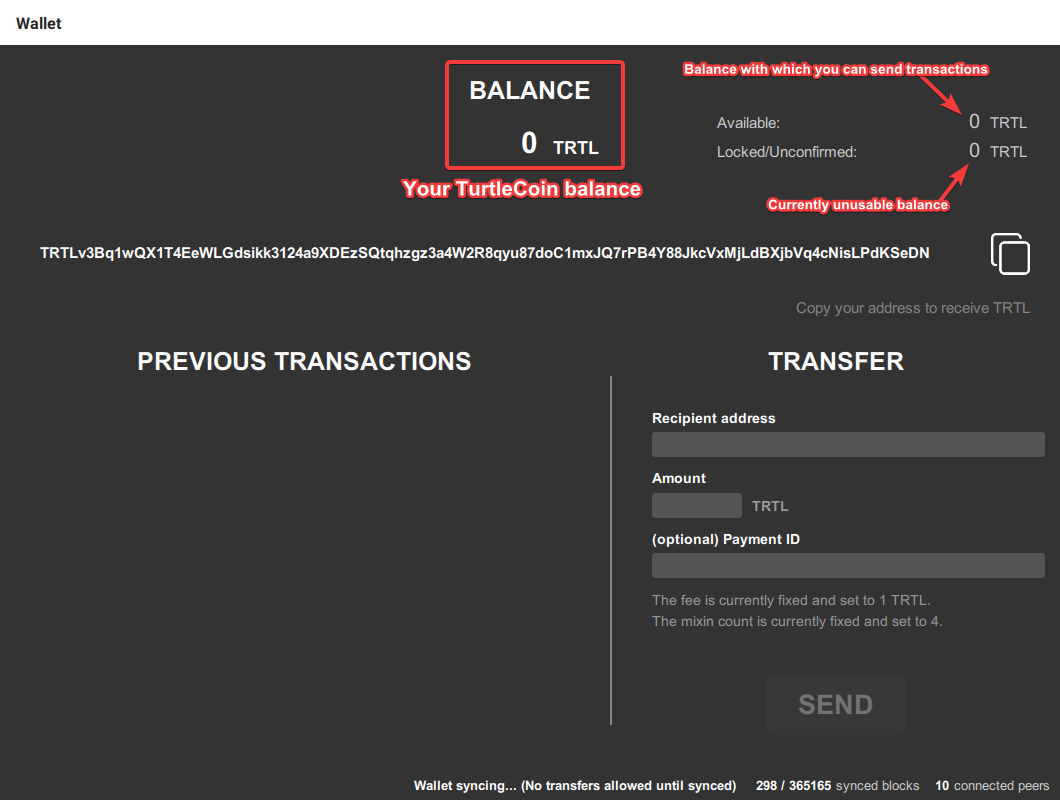 Wallet
BALANCE
0 TRTL
Your TurtleCoin balance
Balance with which you can send transactions
Available: 0 TRTL
Locked/Unconfirmed: 0 TRTL
Currently unusable balance
TRTLv3Bq1wQX1T4EeWLGdsikk3124a9XDEzSQtqhzgz3a4W2R8qyu87doC1mxJQ7rPB4Y88JkcVxMjLdBXjbVq4cNisLPdKSeDN
Copy your address to receive TRTL
PREVIOUS TRANSACTIONS
TRANSFER
Recipient address
Amount
TRTL
(optional) Payment ID
The fee is currently fixed and set to 1 TRTL.
The mixin count is currently fixed and set to 4.
SEND
Wallet syncing... (No transfers allowed until synced) 298 / 365165 synced blocks 10 connected peers